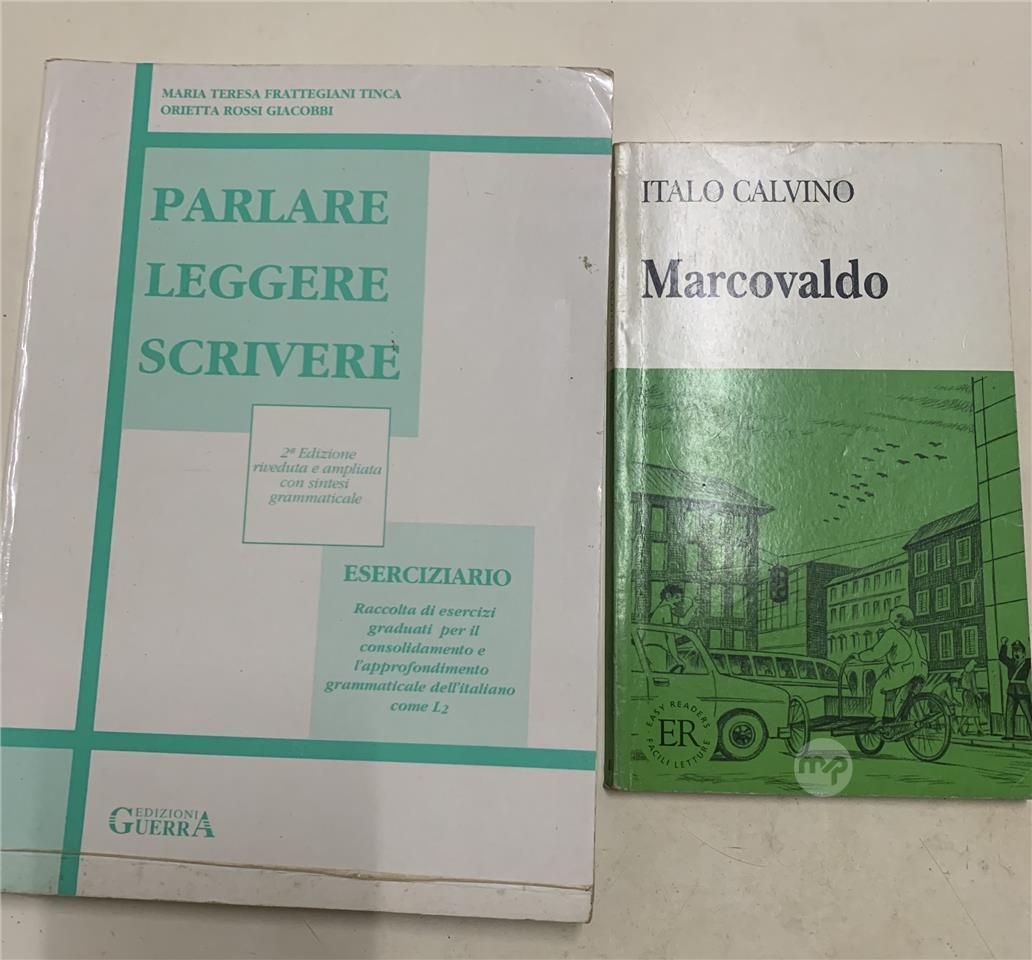 MARIA TERESA FRATTEGIANI TINCA
ORIETTA ROSSI GIACOBBI
PARLARE
LEGGERE
SCRIVERE
2ª Edizione
riveduta e ampliata
con sintesi
grammaticale
ESERCIZIARIO
Raccolta di esercizi
graduati per il
consolidamento e
l'approfondimento
grammaticale dell'italiano
come L2
EDIZIONI
GUERRA
ITALO CALVINO
Marcovaldo
EASY READERS
ER
FACILI LETTURE
mp